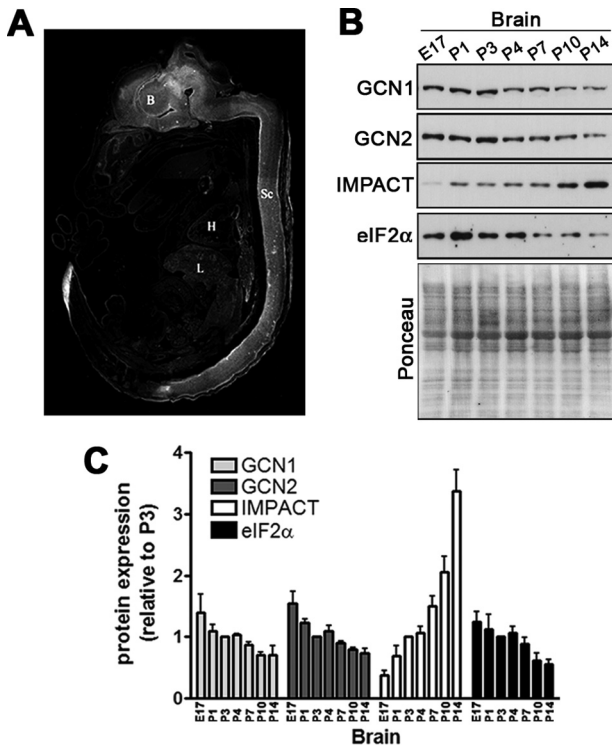 A
B
Sc
H
L
B
Brain
E17 P1 P3 P4 P7 P10 P14
GCN1
GCN2
IMPACT
eIF2α
Ponceau
C
protein expression
(relative to P3)
4
3
2
1
0
GCN1
GCN2
IMPACT
eIF2α
E17 P1 P3 P4 P7 P10 P14 E17 P1 P3 P4 P7 P10 P14 E17 P1 P3 P4 P7 P10 P14 E17 P1 P3 P4 P7 P10 P14
Brain